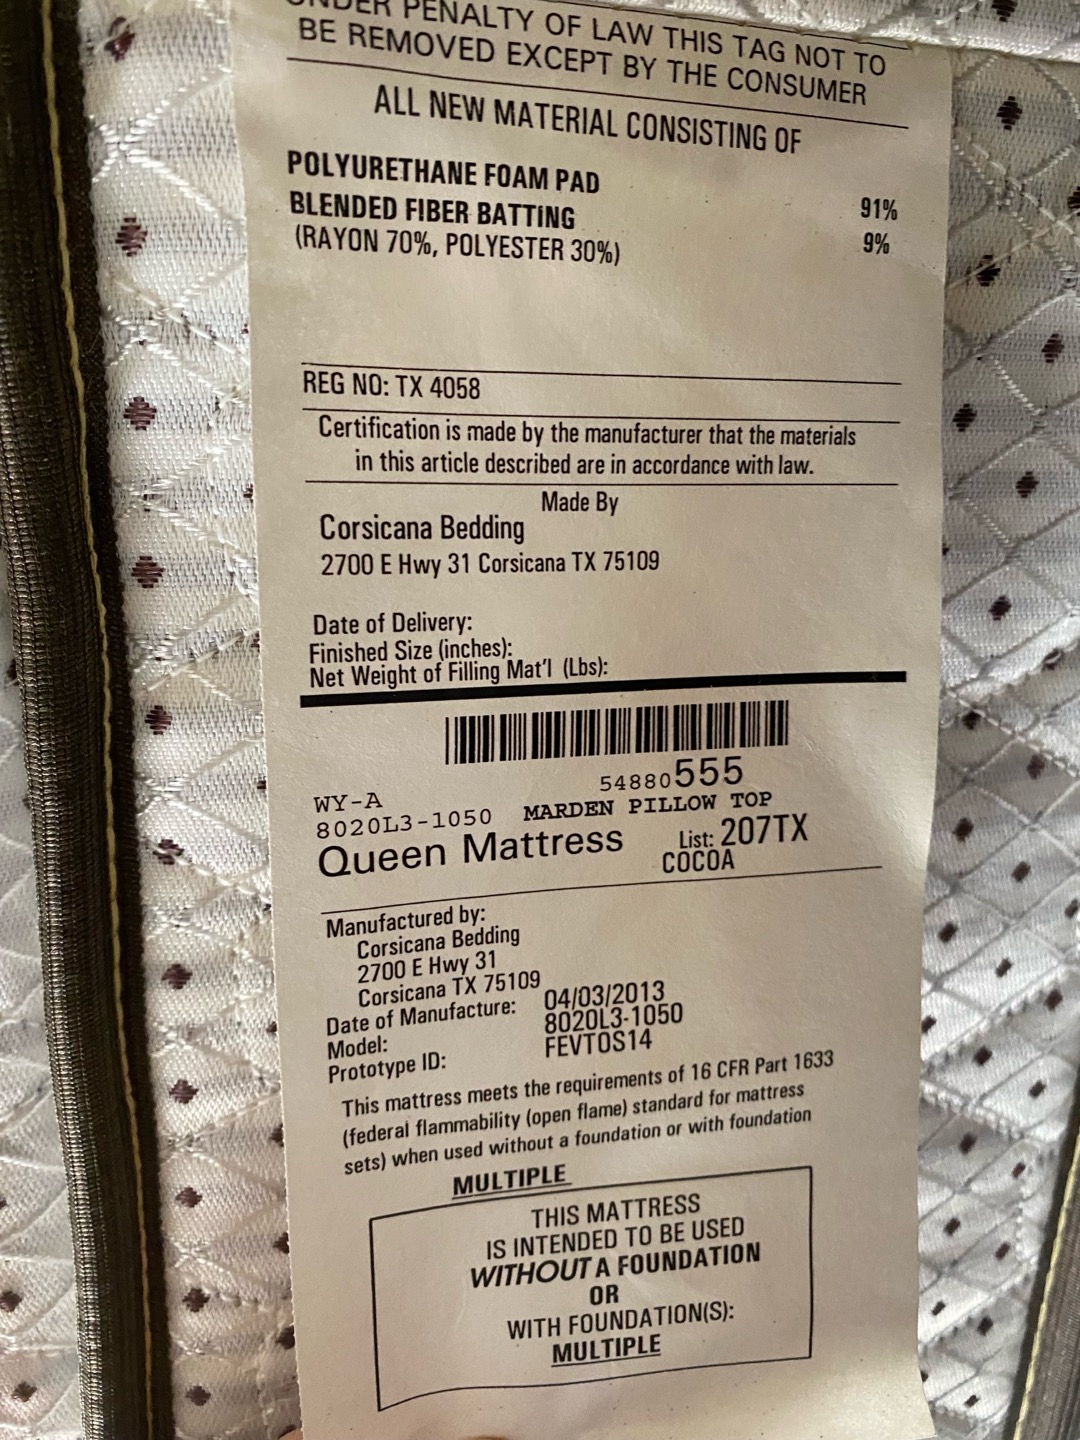 UNDER PENALTY OF LAW THIS TAG NOT TO
BE REMOVED EXCEPT BY THE CONSUMER
ALL NEW MATERIAL CONSISTING OF
POLYURETHANE FOAM PAD 91%
BLENDED FIBER BATTING 9%
(RAYON 70%, POLYESTER 30%)
REG NO: TX 4058
Certification is made by the manufacturer that the materials
in this article described are in accordance with law.
Made By
Corsicana Bedding
2700 E Hwy 31 Corsicana TX 75109
Date of Delivery:
Finished Size (inches):
Net Weight of Filling Mat'l (Lbs):
54880555
WY-A
8020L3-1050 MARDEN PILLOW TOP
Queen Mattress List: 207TX
COCOA
Manufactured by:
Corsicana Bedding
2700 E Hwy 31
Corsicana TX 75109
Date of Manufacture: 04/03/2013
Model: 8020L3-1050
Prototype ID: FEVTOS14
This mattress meets the requirements of 16 CFR Part 1633
(federal flammability (open flame) standard for mattress
sets) when used without a foundation or with foundation
MULTIPLE
THIS MATTRESS
IS INTENDED TO BE USED
WITHOUT A FOUNDATION
OR
WITH FOUNDATION(S):
MULTIPLE